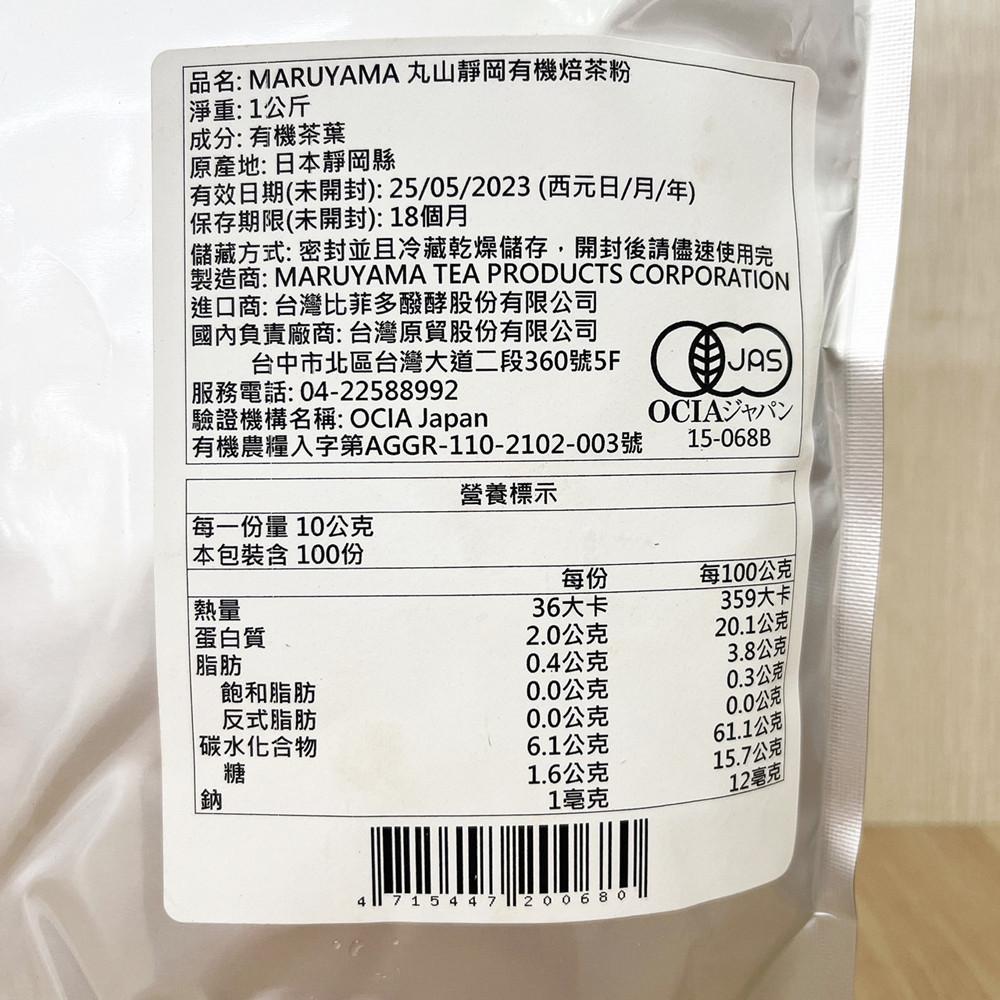 品名: MARUYAMA 丸山靜岡有機焙茶粉
淨重: 1公斤
成分: 有機茶葉
原產地: 日本靜岡縣
有效日期(未開封): 25/05/2023 (西元日/月/年)
保存期限(未開封): 18個月
儲藏方式: 密封並且冷藏乾燥儲存，開封後請儘速使用完
製造商: MARUYAMA TEA PRODUCTS CORPORATION
進口商: 台灣比菲多醱酵股份有限公司
國內負責廠商: 台灣原貿股份有限公司
台中市北區台灣大道二段360號5F
服務電話: 04-22588992
驗證機構名稱: OCIA Japan
有機農糧入字第AGGR-110-2102-003號
JAS
OCIAジャパン
15-068B
營養標示
每一份量 10公克
本包裝含 100份
每份 每100公克
熱量 36大卡 359大卡
蛋白質 2.0公克 20.1公克
脂肪 0.4公克 3.8公克
飽和脂肪 0.0公克 0.3公克
反式脂肪 0.0公克 0.0公克
碳水化合物 6.1公克 61.1公克
糖 1.6公克 15.7公克
鈉 1毫克 12毫克
4 715447 200680